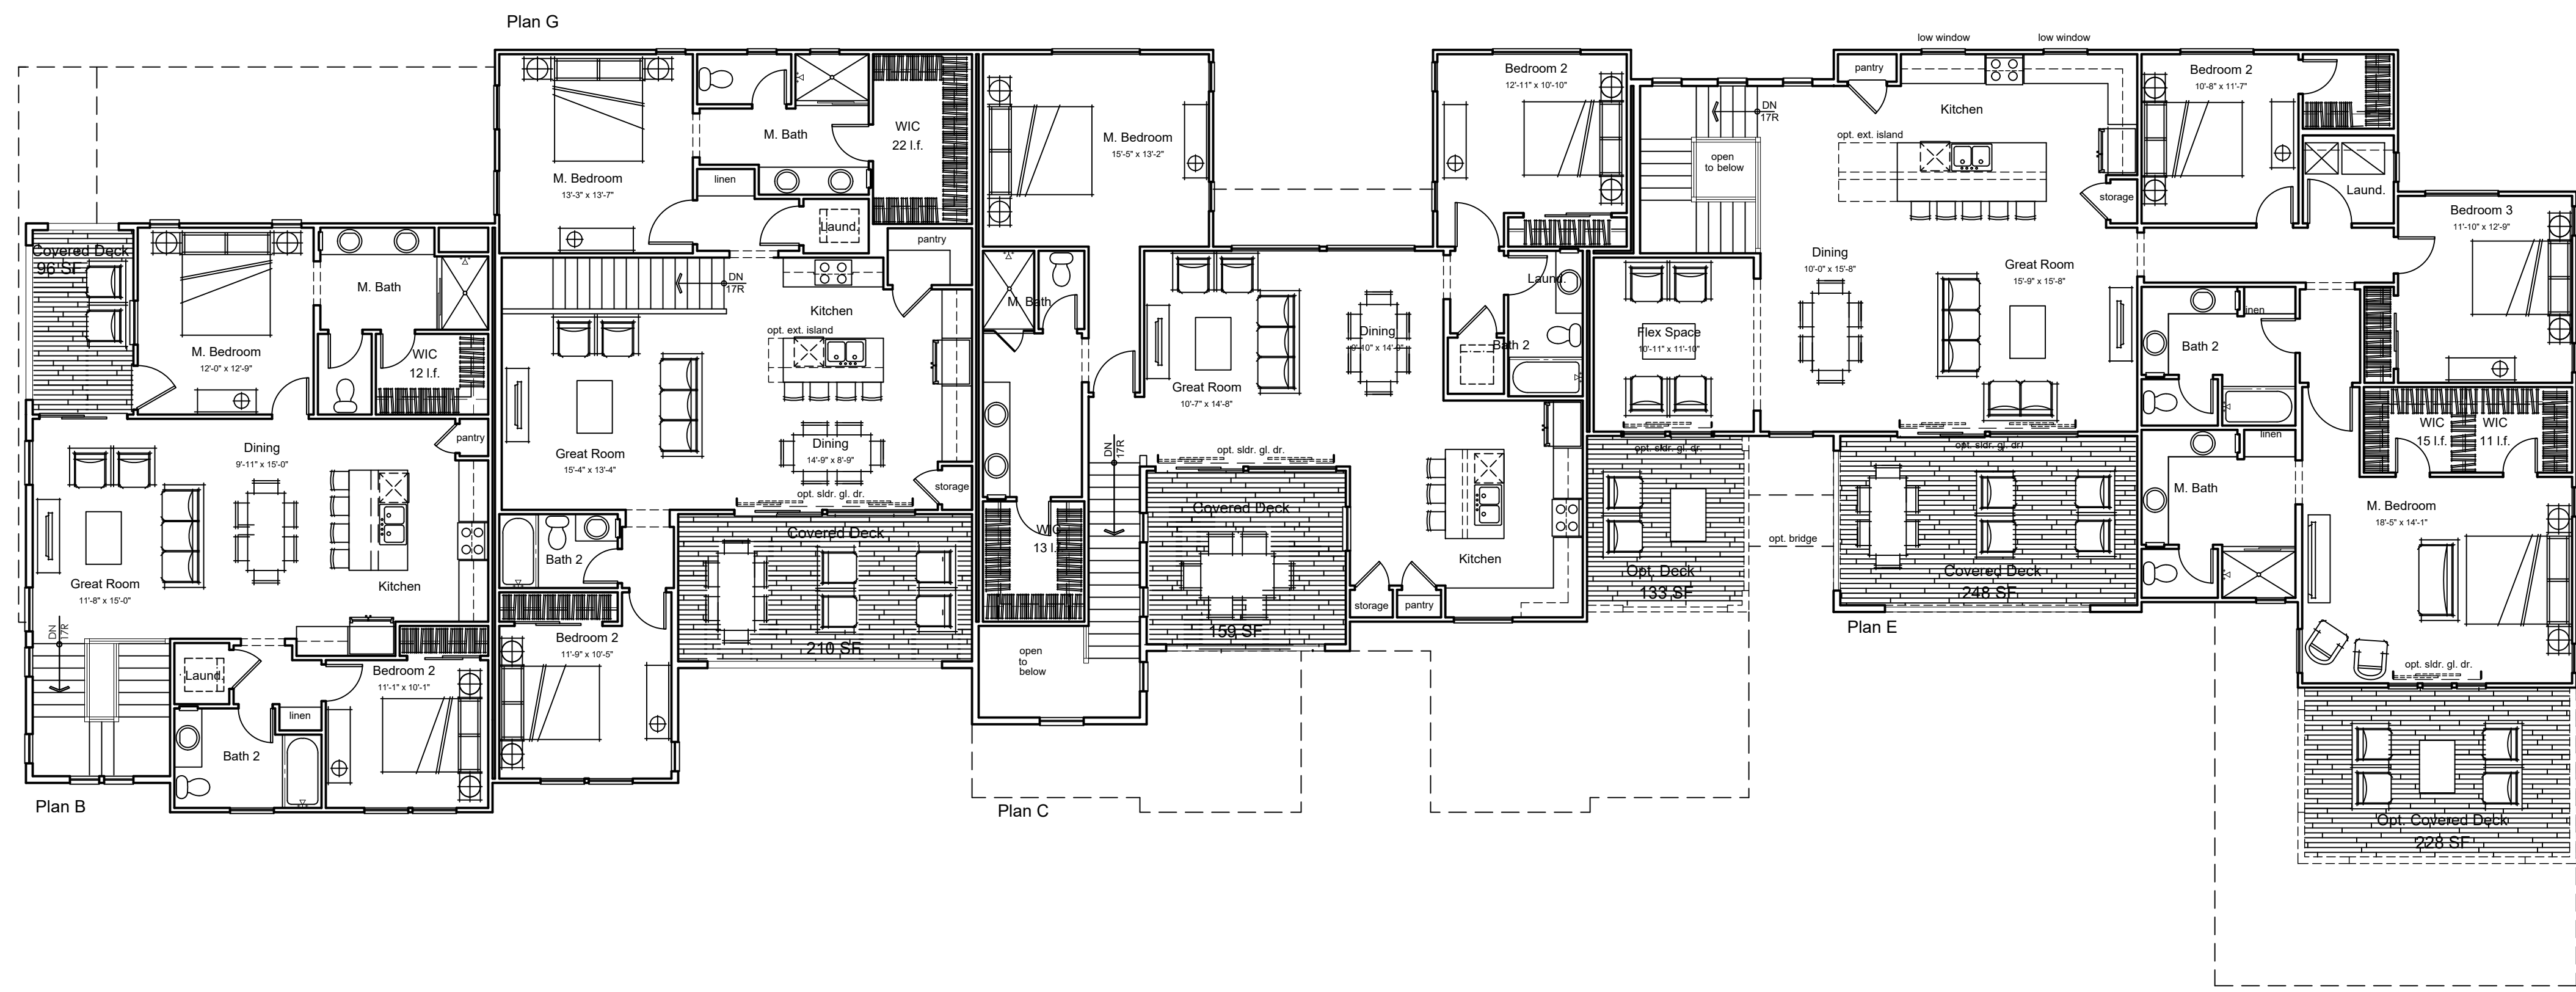 Plan G
M. Bedroom
13'-3" x 13'-7"
M. Bath
WIC
22 l.f.
linen
Laund.
pantry
DN
17R
Kitchen
opt. ext. island
Great Room
15'-4" x 13'-4"
Dining
14'-9" x 8'-9"
opt. sldr. gl. dr.
storage
Bath 2
Covered Deck
210 SF
Bedroom 2
11'-9" x 10'-5"
Covered Deck
96 SF
M. Bedroom
12'-0" x 12'-9"
M. Bath
WIC
12 l.f.
pantry
Dining
9'-11" x 15'-0"
Great Room
11'-8" x 15'-0"
Kitchen
DN
17R
Laund.
linen
Bedroom 2
11'-1" x 10'-1"
Bath 2
Plan B
M. Bedroom
15'-5" x 13'-2"
M. Bath
WIC
13 l.f.
DN
17R
open
to
below
Great Room
10'-7" x 14'-8"
Dining
Bedroom 2
12'-11" x 10'-10"
Laund.
Bath 2
opt. sldr. gl. dr.
Covered Deck
159 SF
Kitchen
storage
pantry
Plan C
low window
low window
pantry
Kitchen
opt. ext. island
DN
17R
open
to below
storage
Bedroom 2
10'-8" x 11'-7"
Laund.
Bedroom 3
11'-10" x 12'-9"
Dining
10'-0" x 15'-8"
Great Room
15'-9" x 15'-8"
Flex Space
10'-11" x 11'-10"
linen
Bath 2
WIC
15 l.f.
WIC
11 l.f.
linen
M. Bath
opt. sldr. gl. dr.
opt. sldr. gl. dr.
Opt. Deck
133 SF
opt. bridge
Covered Deck
248 SF
M. Bedroom
18'-5" x 14'-1"
opt. sldr. gl. dr.
Plan E
Opt. Covered Deck
228 SF